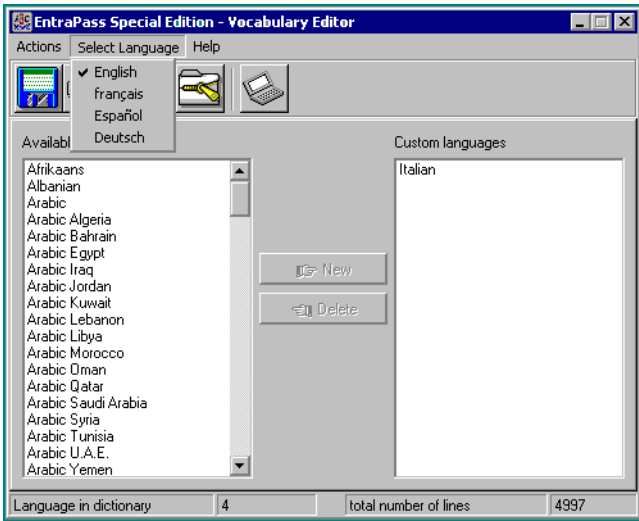 EntraPass Special Edition - Vocabulary Editor
Actions Select Language Help
English
français
Español
Deutsch
Availabl
Custom languages
Afrikaans
Albanian
Arabic
Arabic Algeria
Arabic Bahrain
Arabic Egypt
Arabic Iraq
Arabic Jordan
Arabic Kuwait
Arabic Lebanon
Arabic Libya
Arabic Morocco
Arabic Oman
Arabic Qatar
Arabic Saudi Arabia
Arabic Syria
Arabic Tunisia
Arabic U.A.E.
Arabic Yemen
New
Delete
Italian
Language in dictionary 4 total number of lines 4997